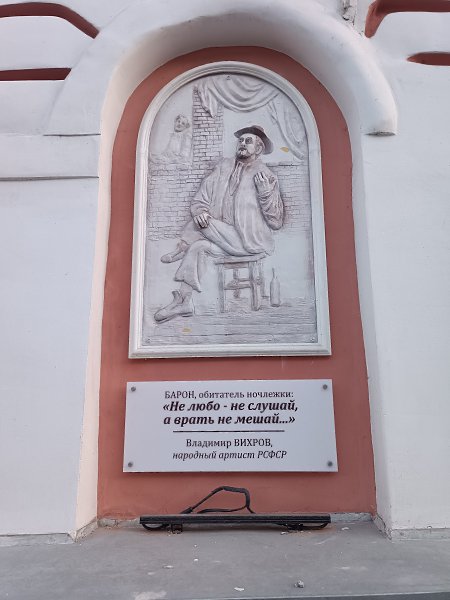 БАРОН, обитатель ночлежки:
«Не любо - не слушай,
а врать не мешай...»
Владимир ВИХРОВ,
народный артист РСФСР